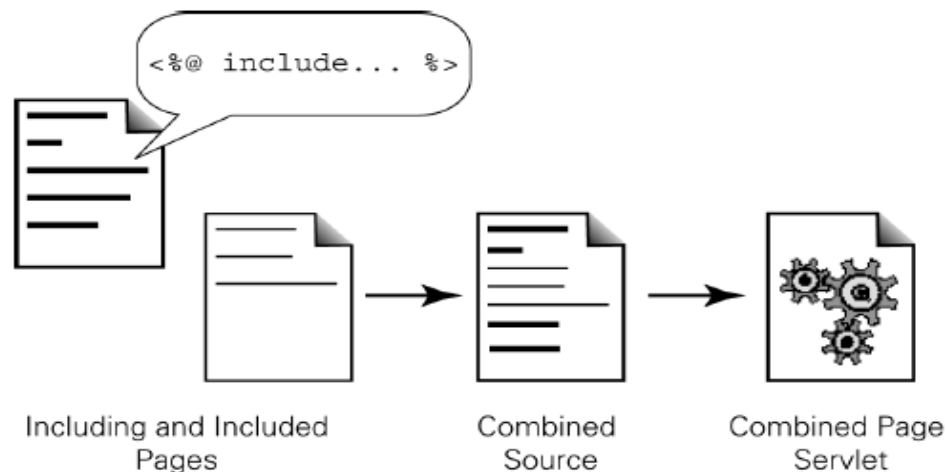 <%@ include... %>
Including and Included
Pages
Combined
Source
Combined Page
Servlet